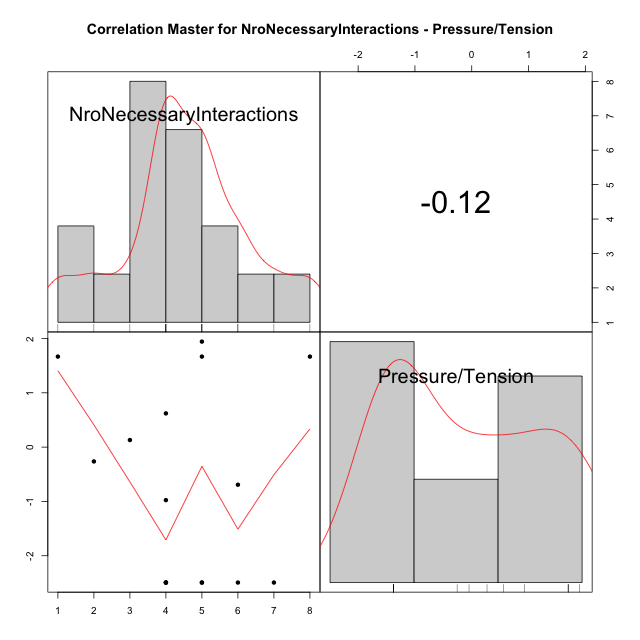 Correlation Master for NroNecessaryInteractions - Pressure/Tension
-2 -1 0 1 2
NroNecessaryInteractions
-0.12
8
7
6
5
4
3
2
1
2
1
0
-1
-2
Pressure/Tension
1 2 3 4 5 6 7 8